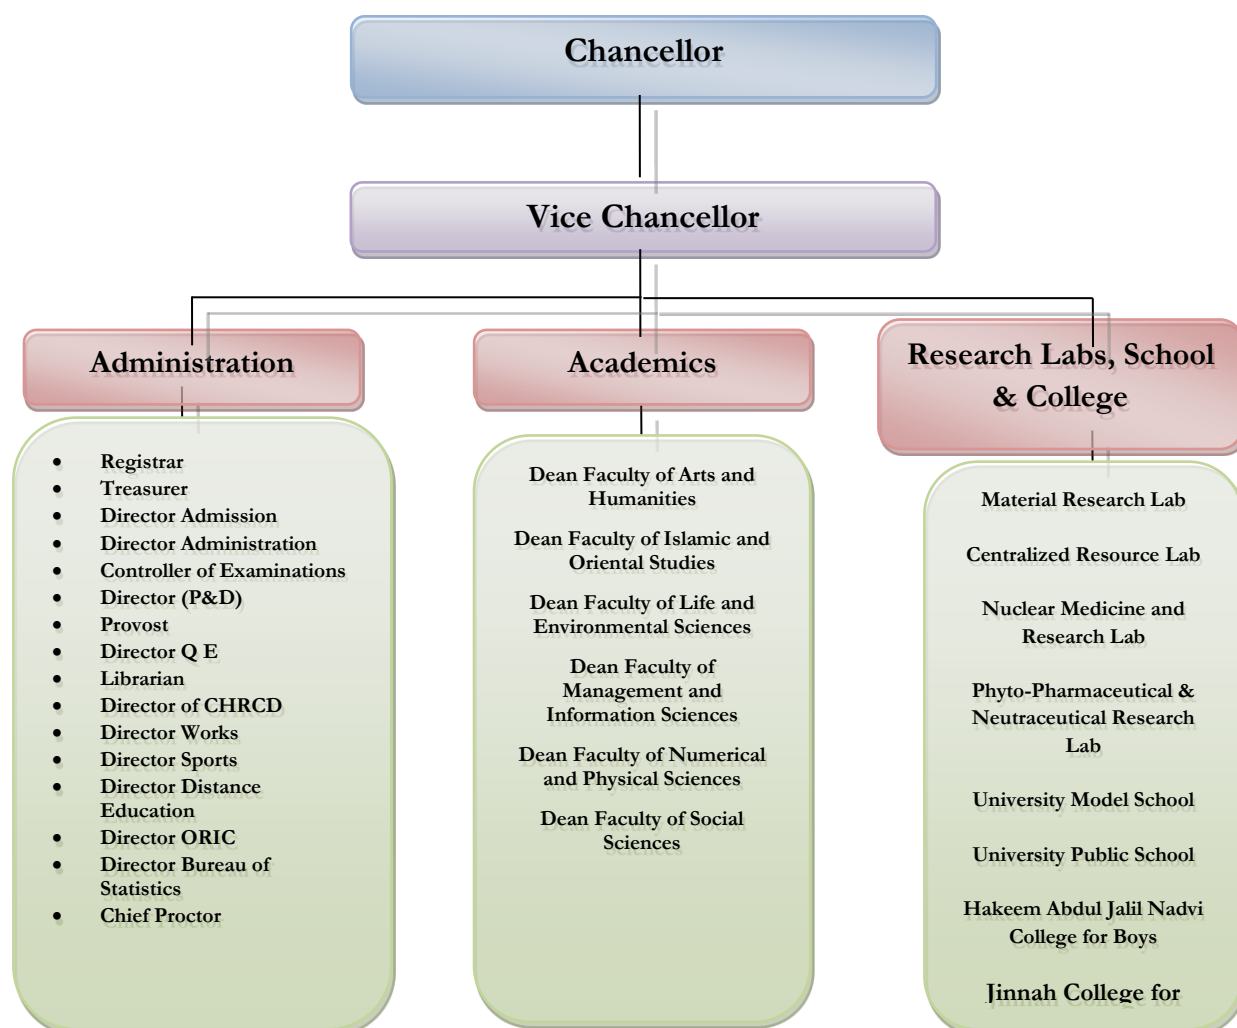 Chancellor
Vice Chancellor
Administration
Registrar
Treasurer
Director Admission
Director Administration
Controller of Examinations
Director (P&D)
Provost
Director Q E
Librarian
Director of CHRCD
Director Works
Director Sports
Director Distance
Education
Director ORIC
Director Bureau of
Statistics
Chief Proctor
Academics
Dean Faculty of Arts and
Humanities
Dean Faculty of Islamic and
Oriental Studies
Dean Faculty of Life and
Environmental Sciences
Dean Faculty of
Management and
Information Sciences
Dean Faculty of Numerical
and Physical Sciences
Dean Faculty of Social
Sciences
Research Labs, School
& College
Material Research Lab
Centralized Resource Lab
Nuclear Medicine and
Research Lab
Phyto-Pharmaceutical &
Neutraceutical Research
Lab
University Model School
University Public School
Hakeem Abdul Jalil Nadvi
College for Boys
Jinnah College for